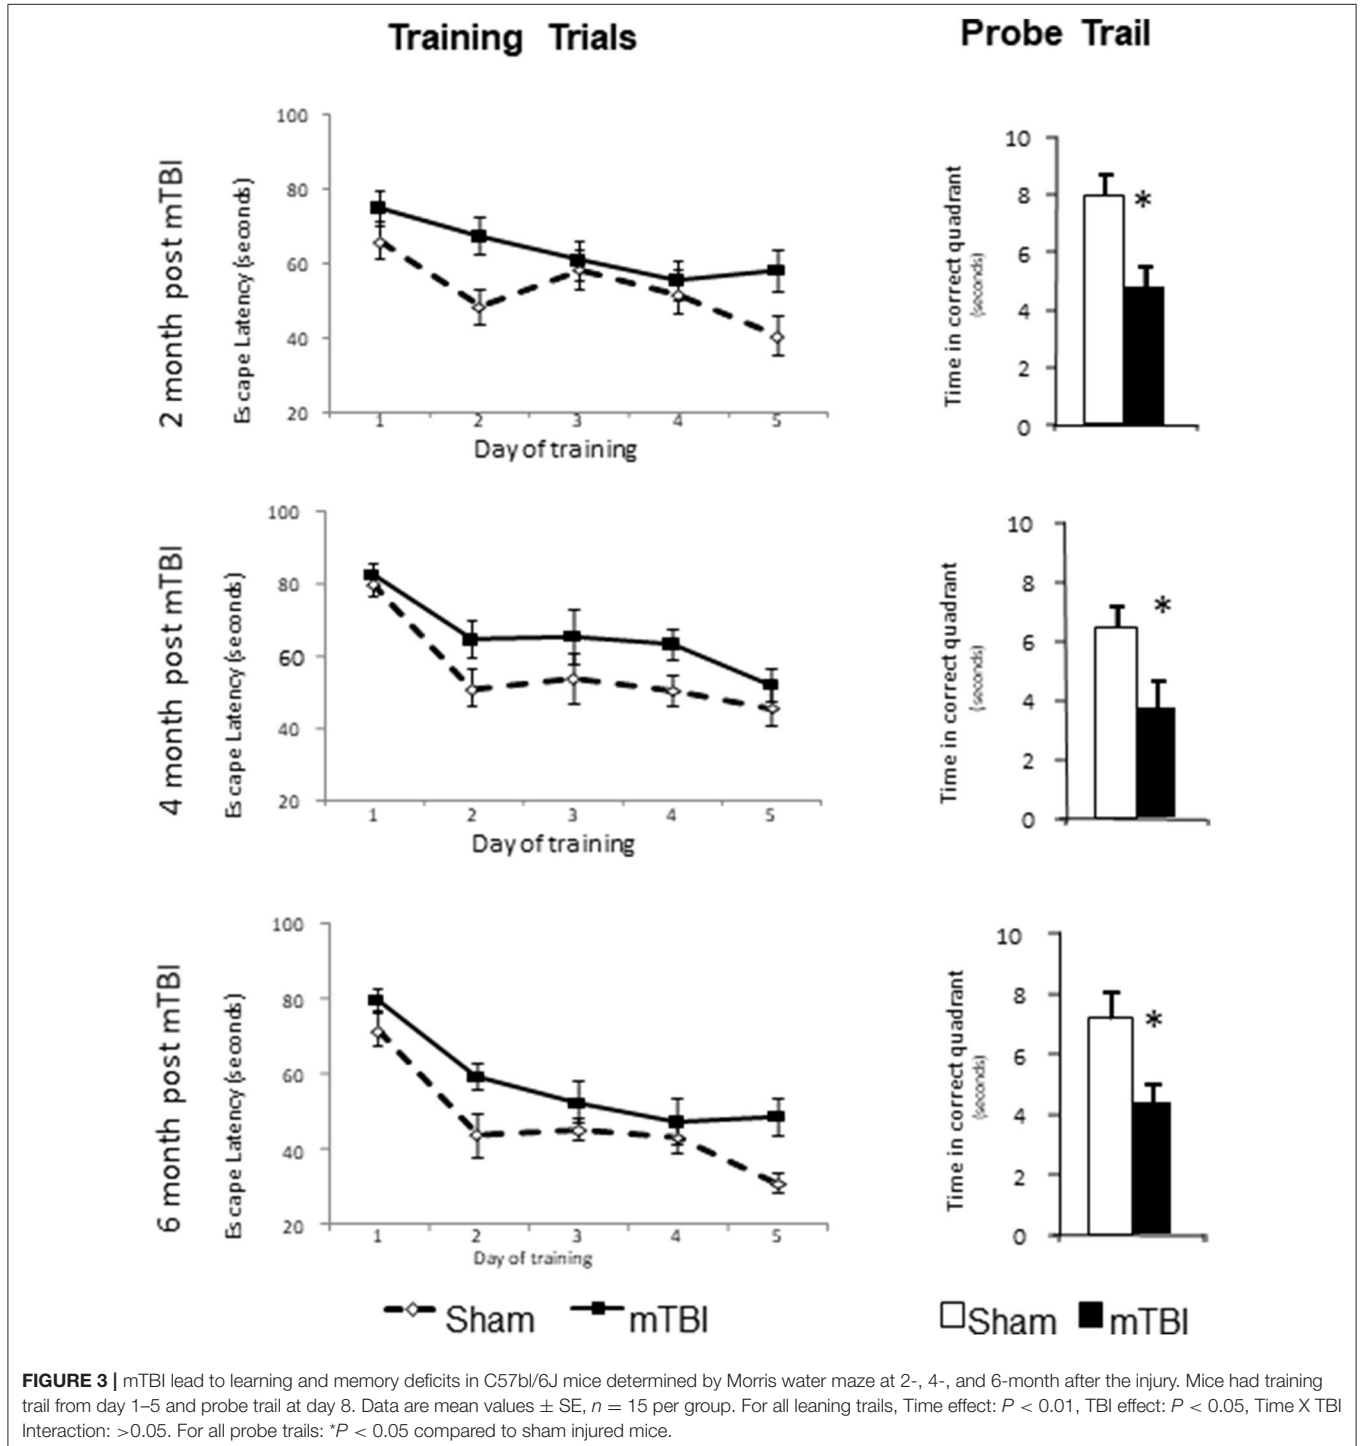 Training Trials
Probe Trail
2 month post mTBI
Escape Latency (seconds)
100
80
60
40
20
1 2 3 4 5
Day of training
Time in correct quadrant
(seconds)
10
8
6
4
2
0
*
4 month post mTBI
Escape Latency (seconds)
100
80
60
40
20
1 2 3 4 5
Day of training
Time in correct quadrant
(seconds)
10
8
6
4
2
0
*
6 month post mTBI
Escape Latency (seconds)
100
80
60
40
20
1 2 3 4 5
Day of training
Time in correct quadrant
(seconds)
10
8
6
4
2
0
*
Sham mTBI
Sham mTBI
FIGURE 3 | mTBI lead to learning and memory deficits in C57bl/6J mice determined by Morris water maze at 2-, 4-, and 6-month after the injury. Mice had training
trail from day 1–5 and probe trail at day 8. Data are mean values ± SE, n = 15 per group. For all leaning trails, Time effect: P < 0.01, TBI effect: P < 0.05, Time X TBI
Interaction: >0.05. For all probe trails: *P < 0.05 compared to sham injured mice.